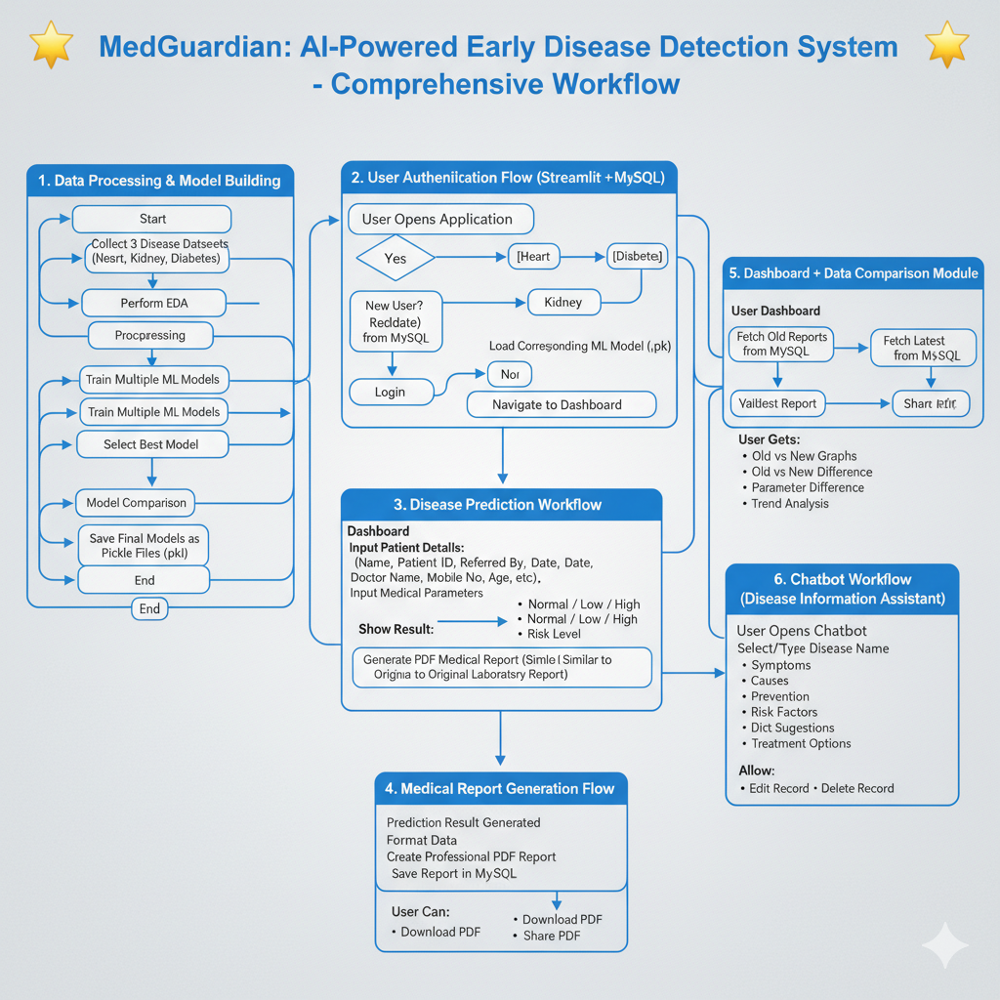 MedGuardian: AI-Powered Early Disease Detection System
- Comprehensive Workflow
1. Data Processing & Model Building
Start
Collect 3 Disease Datseets
(Nesrt, Kidney, Diabetes)
Perform EDA
Procpressing
Train Multiple ML Models
Train Multiple ML Models
Select Best Model
Model Comparison
Save Final Models as
Pickle Files (pkl)
End
End
2. User Authenilication Flow (Streamlit +MySQL)
User Opens Application
Yes
[Heart
[Diabete]
New User?
Reddate)
from MySQL
Kidney
Load Corresponding ML Model (,pk)
Login
Navigate to Dashboard
3. Disease Prediction Workflow
Dashboard
Input Patient Details:
(Name, Patient ID, Referred By, Date, Date,
Doctor Name, Mobile No, Age, etc).
Input Medical Parameters
Show Result:
• Normal / Low / High
• Normal / Low / High
• Risk Level
Generate PDF Medical Report (Simle ( Similar to
Origina to Original Laboratsry Report)
4. Medical Report Generation Flow
Prediction Result Generated
Format Data
Create Professional PDF Report
Save Report in MySQL
User Can:
• Download PDF
• Download PDF
• Share PDF
5. Dashboard + Data Comparison Module
User Dashboard
Fetch Old Reports
from MySQL
Fetch Latest
from MsSQL
Vaitlest Report
Shart
User Gets:
• Old vs New Graphs
• Old vs New Difference
• Parameter Difference
• Trend Analysis
6. Chatbot Workflow
(Disease Information Assistant)
User Opens Chatbot
Select/Type Disease Name
• Symptoms
• Causes
• Prevention
• Risk Factors
• Dict Sugestions
• Treatment Options
Allow:
• Edit Record • Delete Record